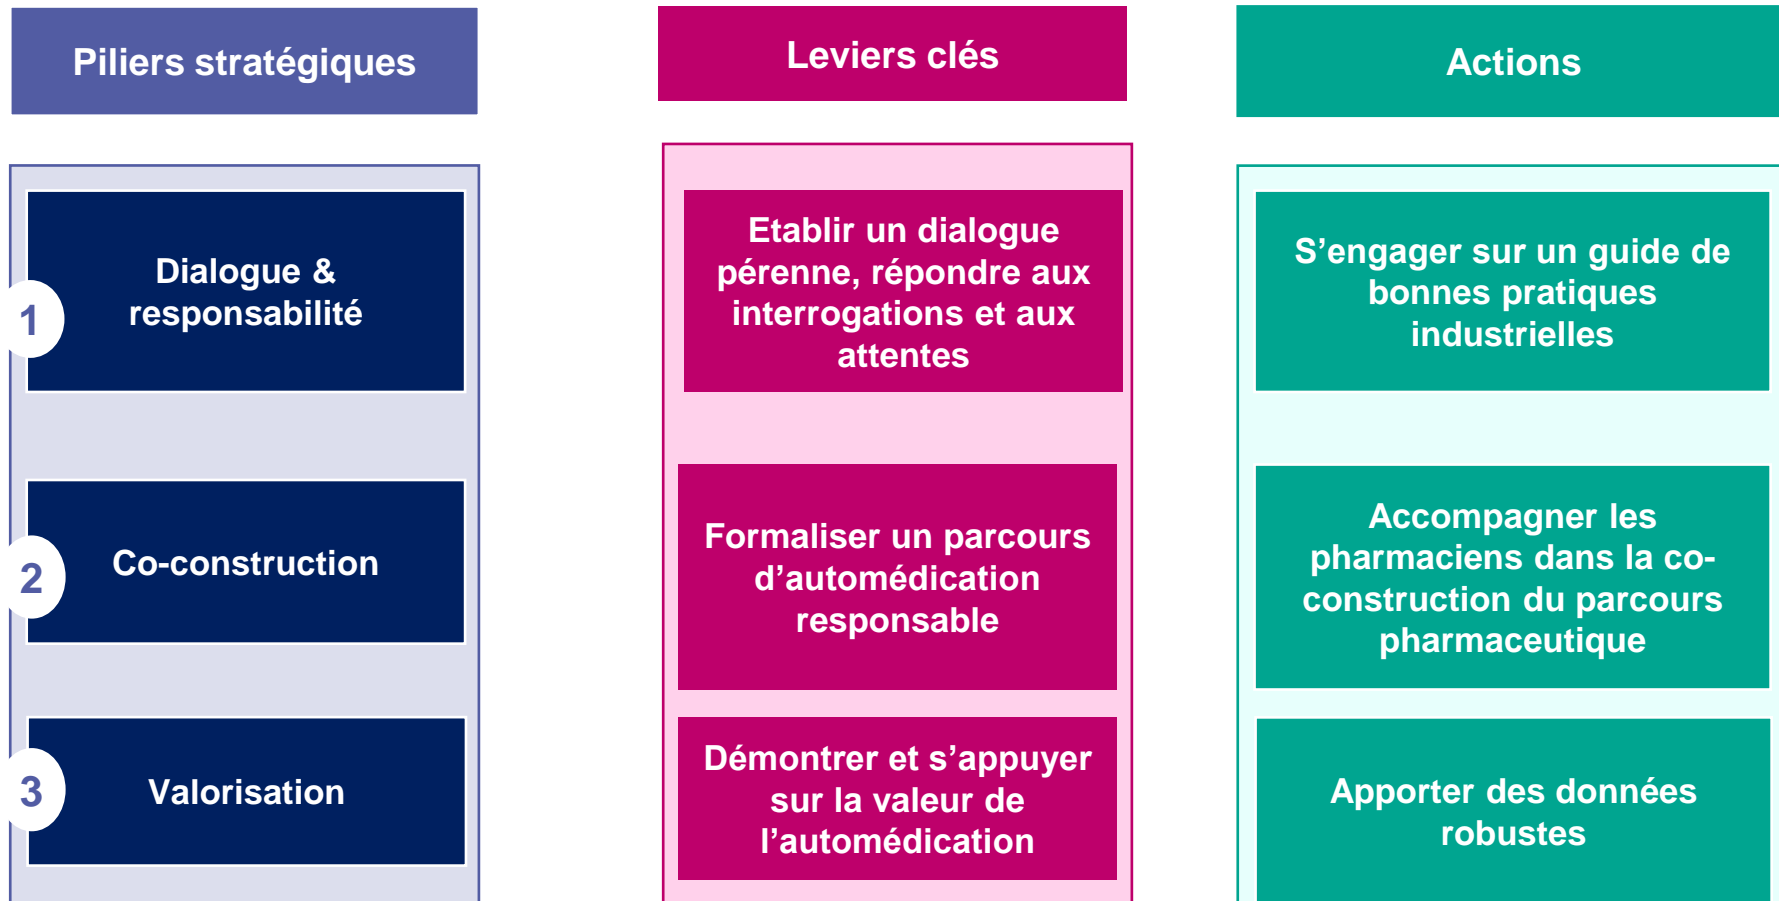 Piliers stratégiques
Leviers clés
Actions
1
Dialogue &
responsabilité
Etablir un dialogue
pérenne, répondre aux
interrogations et aux
attentes
S’engager sur un guide de
bonnes pratiques
industrielles
2
Co-construction
Formaliser un parcours
d’automédication
responsable
Accompagner les
pharmaciens dans la co-
construction du parcours
pharmaceutique
3
Valorisation
Démontrer et s’appuyer
sur la valeur de
l’automédication
Apporter des données
robustes